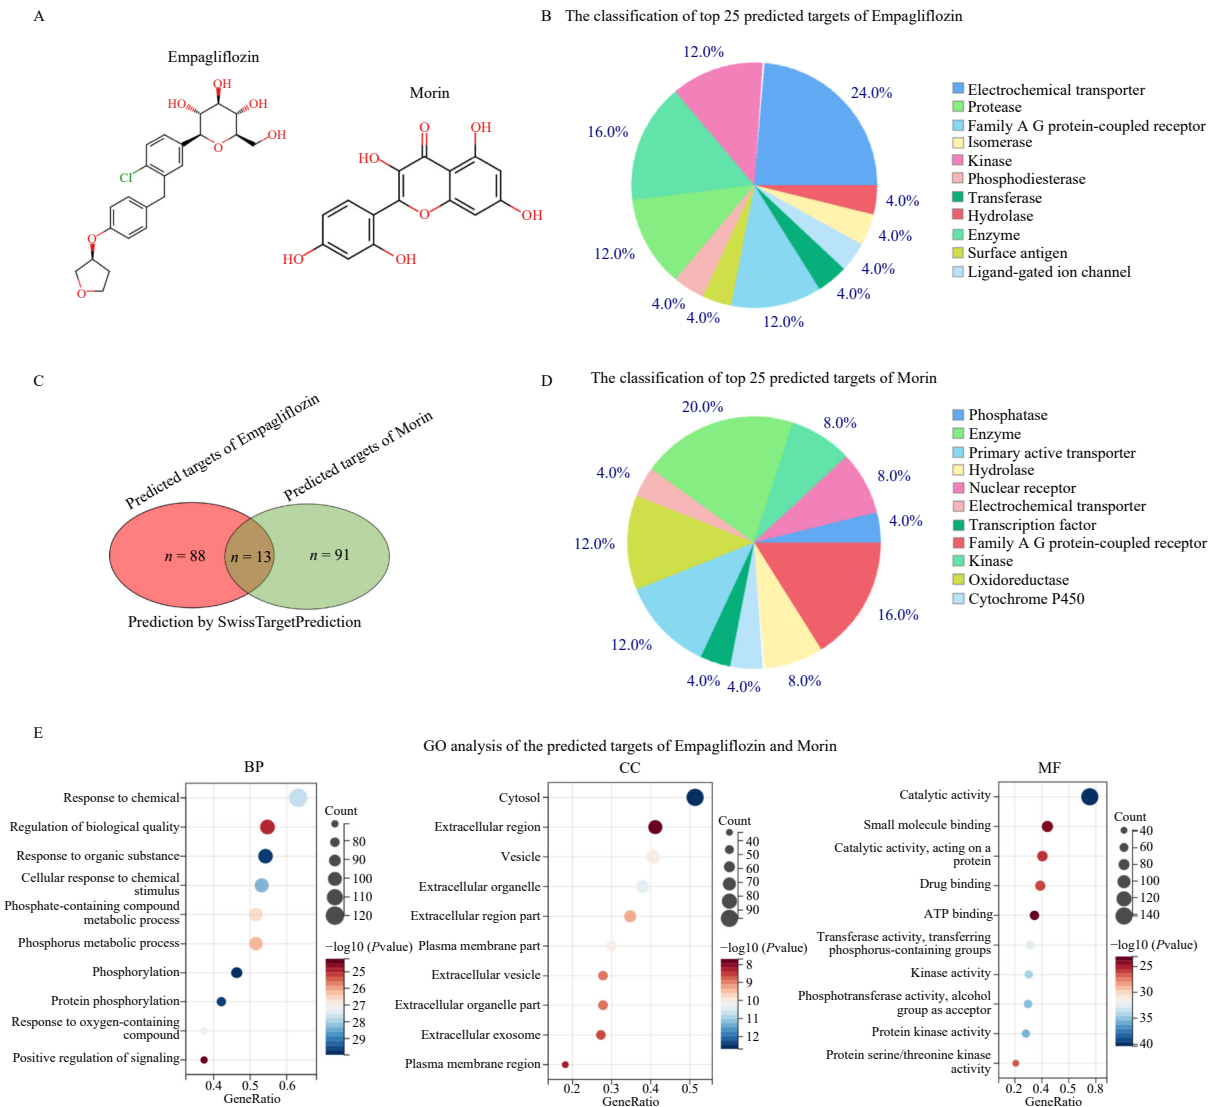 A
Empagliflozin
OH
HO
OH
OH
O
Cl
O
O
Morin
O
OH
HO
O
OH
HO
OH
B The classification of top 25 predicted targets of Empagliflozin
12.0%
24.0%
16.0%
4.0%
4.0%
12.0%
4.0%
4.0%
4.0%
4.0%
12.0%
Electrochemical transporter
Protease
Family A G protein-coupled receptor
Isomerase
Kinase
Phosphodiesterase
Transferase
Hydrolase
Enzyme
Surface antigen
Ligand-gated ion channel
C
Predicted targets of Empagliflozin
Predicted targets of Morin
n = 88
n = 13
n = 91
Prediction by SwissTargetPrediction
D The classification of top 25 predicted targets of Morin
20.0%
8.0%
4.0%
8.0%
4.0%
12.0%
16.0%
12.0%
4.0%
4.0%
8.0%
Phosphatase
Enzyme
Primary active transporter
Hydrolase
Nuclear receptor
Electrochemical transporter
Transcription factor
Family A G protein-coupled receptor
Kinase
Oxidoreductase
Cytochrome P450
E
GO analysis of the predicted targets of Empagliflozin and Morin
BP
Response to chemical
Regulation of biological quality
Response to organic substance
Cellular response to chemical
stimulus
Phosphate-containing compound
metabolic process
Phosphorus metabolic process
Phosphorylation
Protein phosphorylation
Response to oxygen-containing
compound
Positive regulation of signaling
0.4 0.5 0.6
GeneRatio
Count
80
90
100
110
120
−log10 (Pvalue)
25
26
27
28
29
CC
Cytosol
Extracellular region
Vesicle
Extracellular organelle
Extracellular region part
Plasma membrane part
Extracellular vesicle
Extracellular organelle part
Extracellular exosome
Plasma membrane region
0.2 0.3 0.4 0.5
GeneRatio
Count
40
50
60
70
80
90
−log10 (Pvalue)
8
9
10
11
12
MF
Catalytic activity
Small molecule binding
Catalytic activity, acting on a
protein
Drug binding
ATP binding
Transferase activity, transferring
phosphorus-containing groups
Kinase activity
Phosphotransferase activity, alcohol
group as acceptor
Protein kinase activity
Protein serine/threonine kinase
activity
0.2 0.4 0.5 0.8
GeneRatio
Count
40
60
80
100
120
140
−log10 (Pvalue)
25
30
35
40